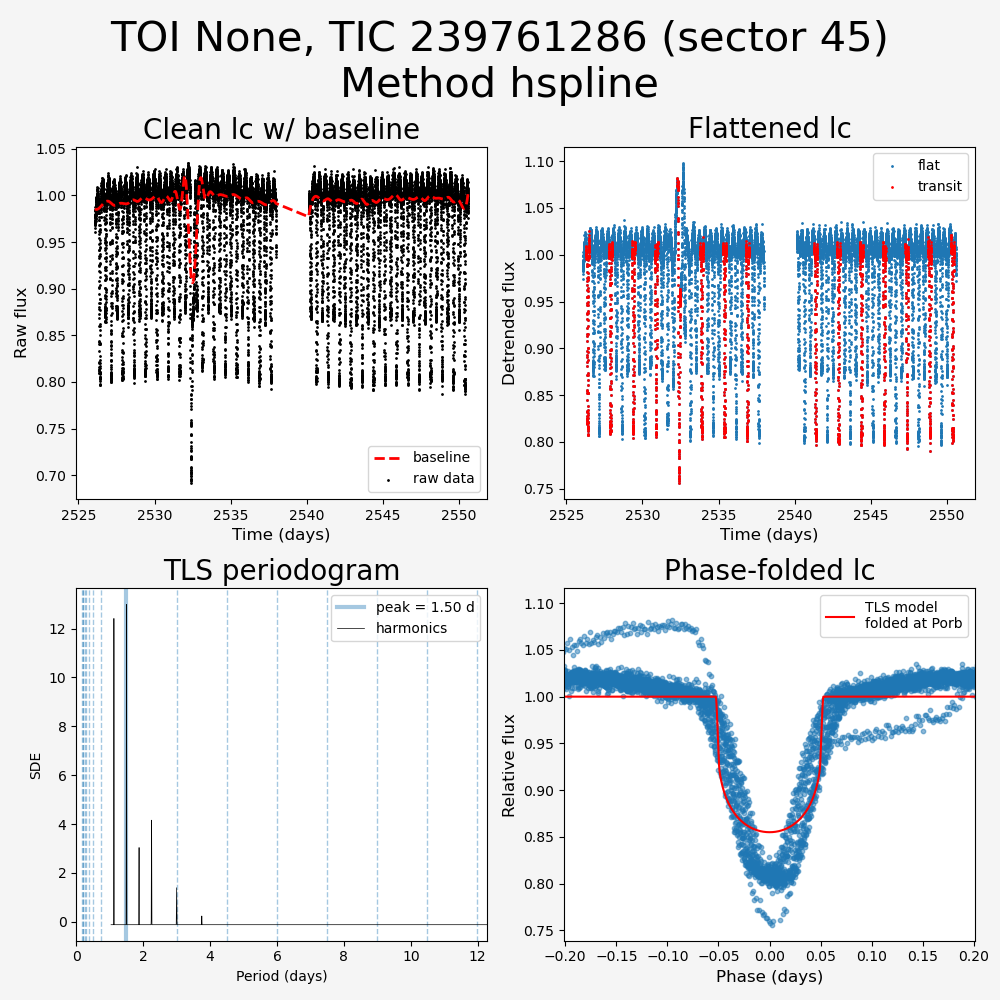 TOI None, TIC 239761286 (sector 45)
Method hspline
Clean lc w/ baseline
1.05
1.00
0.95
0.90
0.85
0.80
0.75
0.70
Raw flux
baseline
raw data
2525 2530 2535 2540 2545 2550
Time (days)
Flattened lc
1.10
1.05
1.00
0.95
0.90
0.85
0.80
0.75
Detrended flux
flat
transit
2525 2530 2535 2540 2545 2550
Time (days)
TLS periodogram
12
10
8
6
4
2
0
SDE
peak = 1.50 d
harmonics
0 2 4 6 8 10 12
Period (days)
Phase-folded lc
1.10
1.05
1.00
0.95
0.90
0.85
0.80
0.75
Relative flux
TLS model
folded at Porb
−0.20 −0.15 −0.10 −0.05 0.00 0.05 0.10 0.15 0.20
Phase (days)